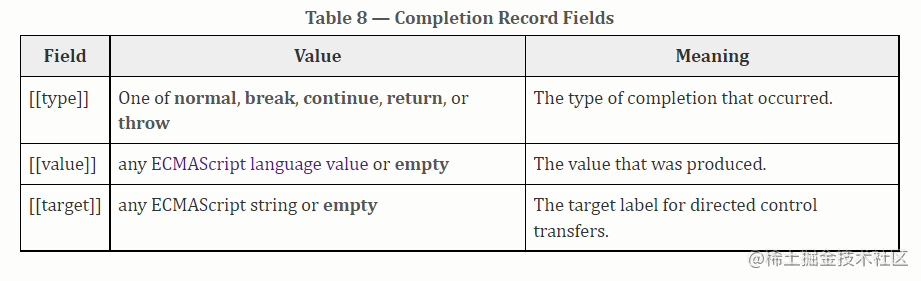 Table 8 — Completion Record Fields
Field Value Meaning
[[type]] One of normal, break, continue, return, or The type of completion that occurred.
throw
[[value]] any ECMAScript language value or empty The value that was produced.
[[target]] any ECMAScript string or empty The target label for directed control
transfers.
@稀土掘金技术社区